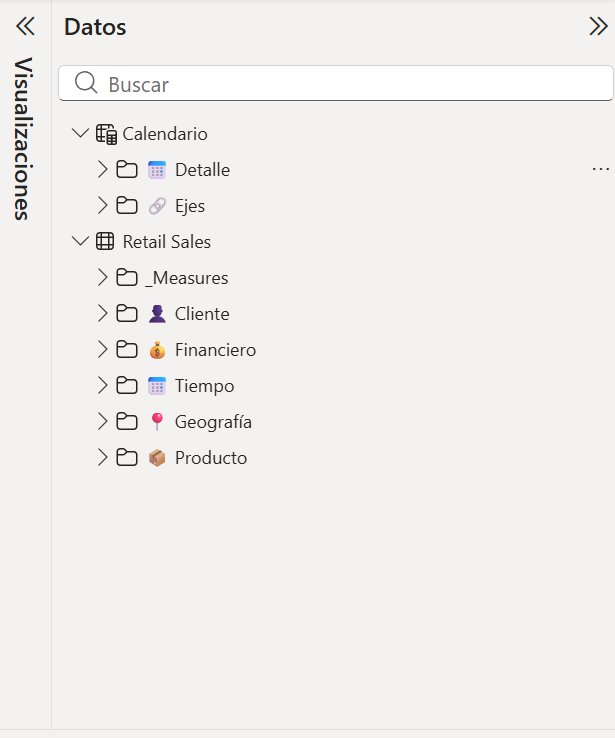 Datos
Visualizaciones
Buscar
Calendario
Detalle
Ejes
Retail Sales
_Measures
Cliente
Financiero
Tiempo
Geografía
Producto